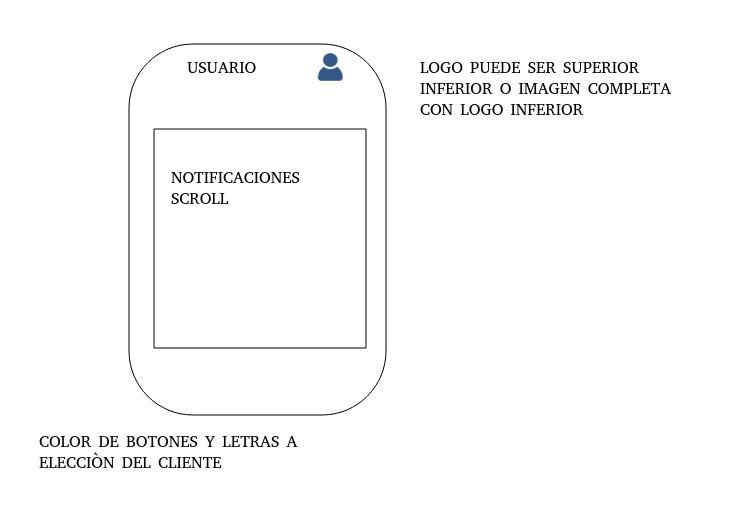 USUARIO
LOGO PUEDE SER SUPERIOR
INFERIOR O IMAGEN COMPLETA
CON LOGO INFERIOR
NOTIFICACIONES
SCROLL
COLOR DE BOTONES Y LETRAS A
ELECCIÒN DEL CLIENTE